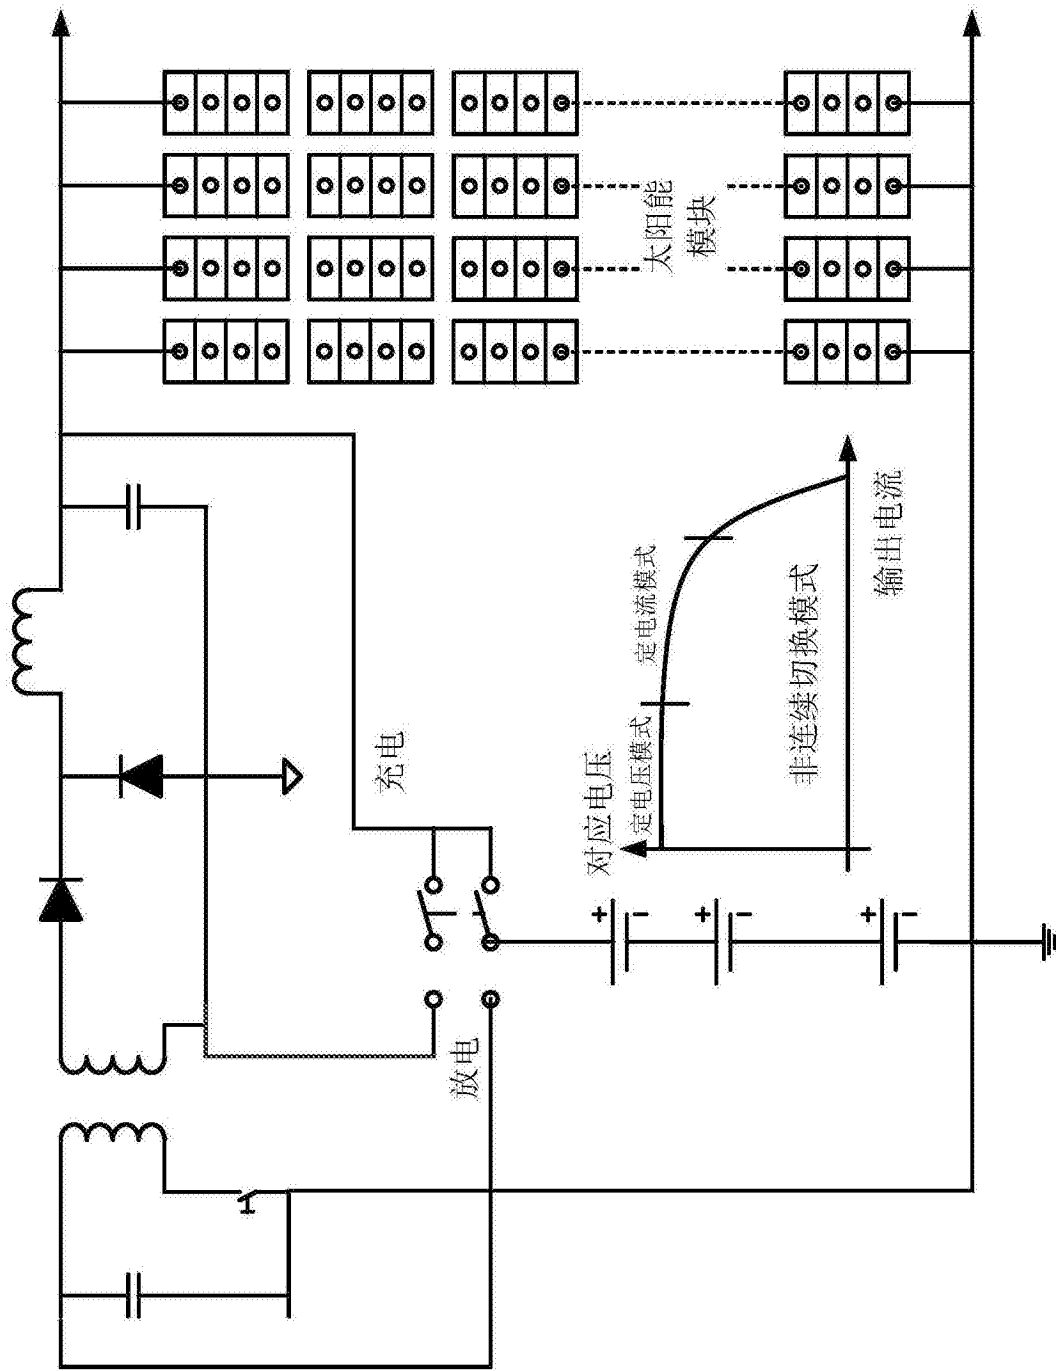 太阳能
模块
充电
放电
对应电压
定电压模式
定电流模式
非连续切换模式
输出电流
+ -
+ -
+ -